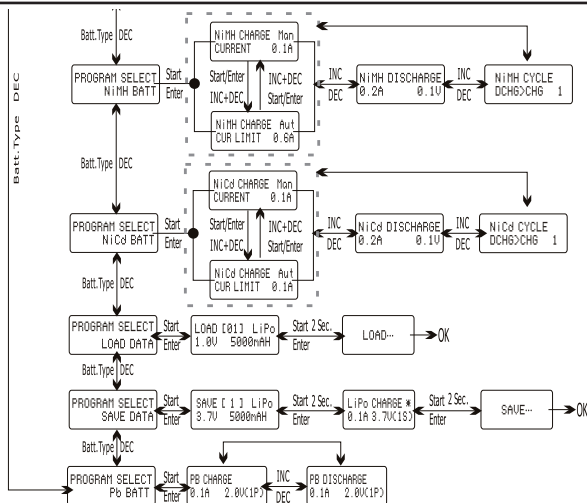 Batt.Type DEC
Batt.Type DEC
PROGRAM SELECT
NiMH BATT
Start
Enter
NiMH CHARGE Man
CURRENT 0.1A
Start/Enter
INC+DEC
INC+DEC
Start/Enter
NiMH CHARGE Aut
CUR LIMIT 0.6A
INC
DEC
NiMH DISCHARGE
0.2A 0.1V
INC
DEC
NiMH CYCLE
DCHG>CHG 1
Batt.Type DEC
PROGRAM SELECT
NiCd BATT
Start
Enter
NiCd CHARGE Man
CURRENT 0.1A
Start/Enter
INC+DEC
INC+DEC
Start/Enter
NiCd CHARGE Aut
CUR LIMIT 0.1A
INC
DEC
NiCd DISCHARGE
0.2A 0.1V
INC
DEC
NiCd CYCLE
DCHG>CHG 1
Batt.Type DEC
PROGRAM SELECT
LOAD DATA
Start
Enter
LOAD [01] LiPo
1.0V 5000mAH
Start 2 Sec.
Enter
LOAD…
OK
Batt.Type DEC
PROGRAM SELECT
SAVE DATA
Start
Enter
SAVE [ 1 ] LiPo
3.7V 5000mAH
Start 2 Sec.
Enter
LiPo CHARGE *
0.1A 3.7V(1S)
Start 2 Sec.
Enter
SAVE…
OK
Batt.Type DEC
PROGRAM SELECT
Pb BATT
Start
Enter
PB CHARGE
0.1A 2.0V(1P)
INC
DEC
PB DISCHARGE
0.1A 2.0V(1P)